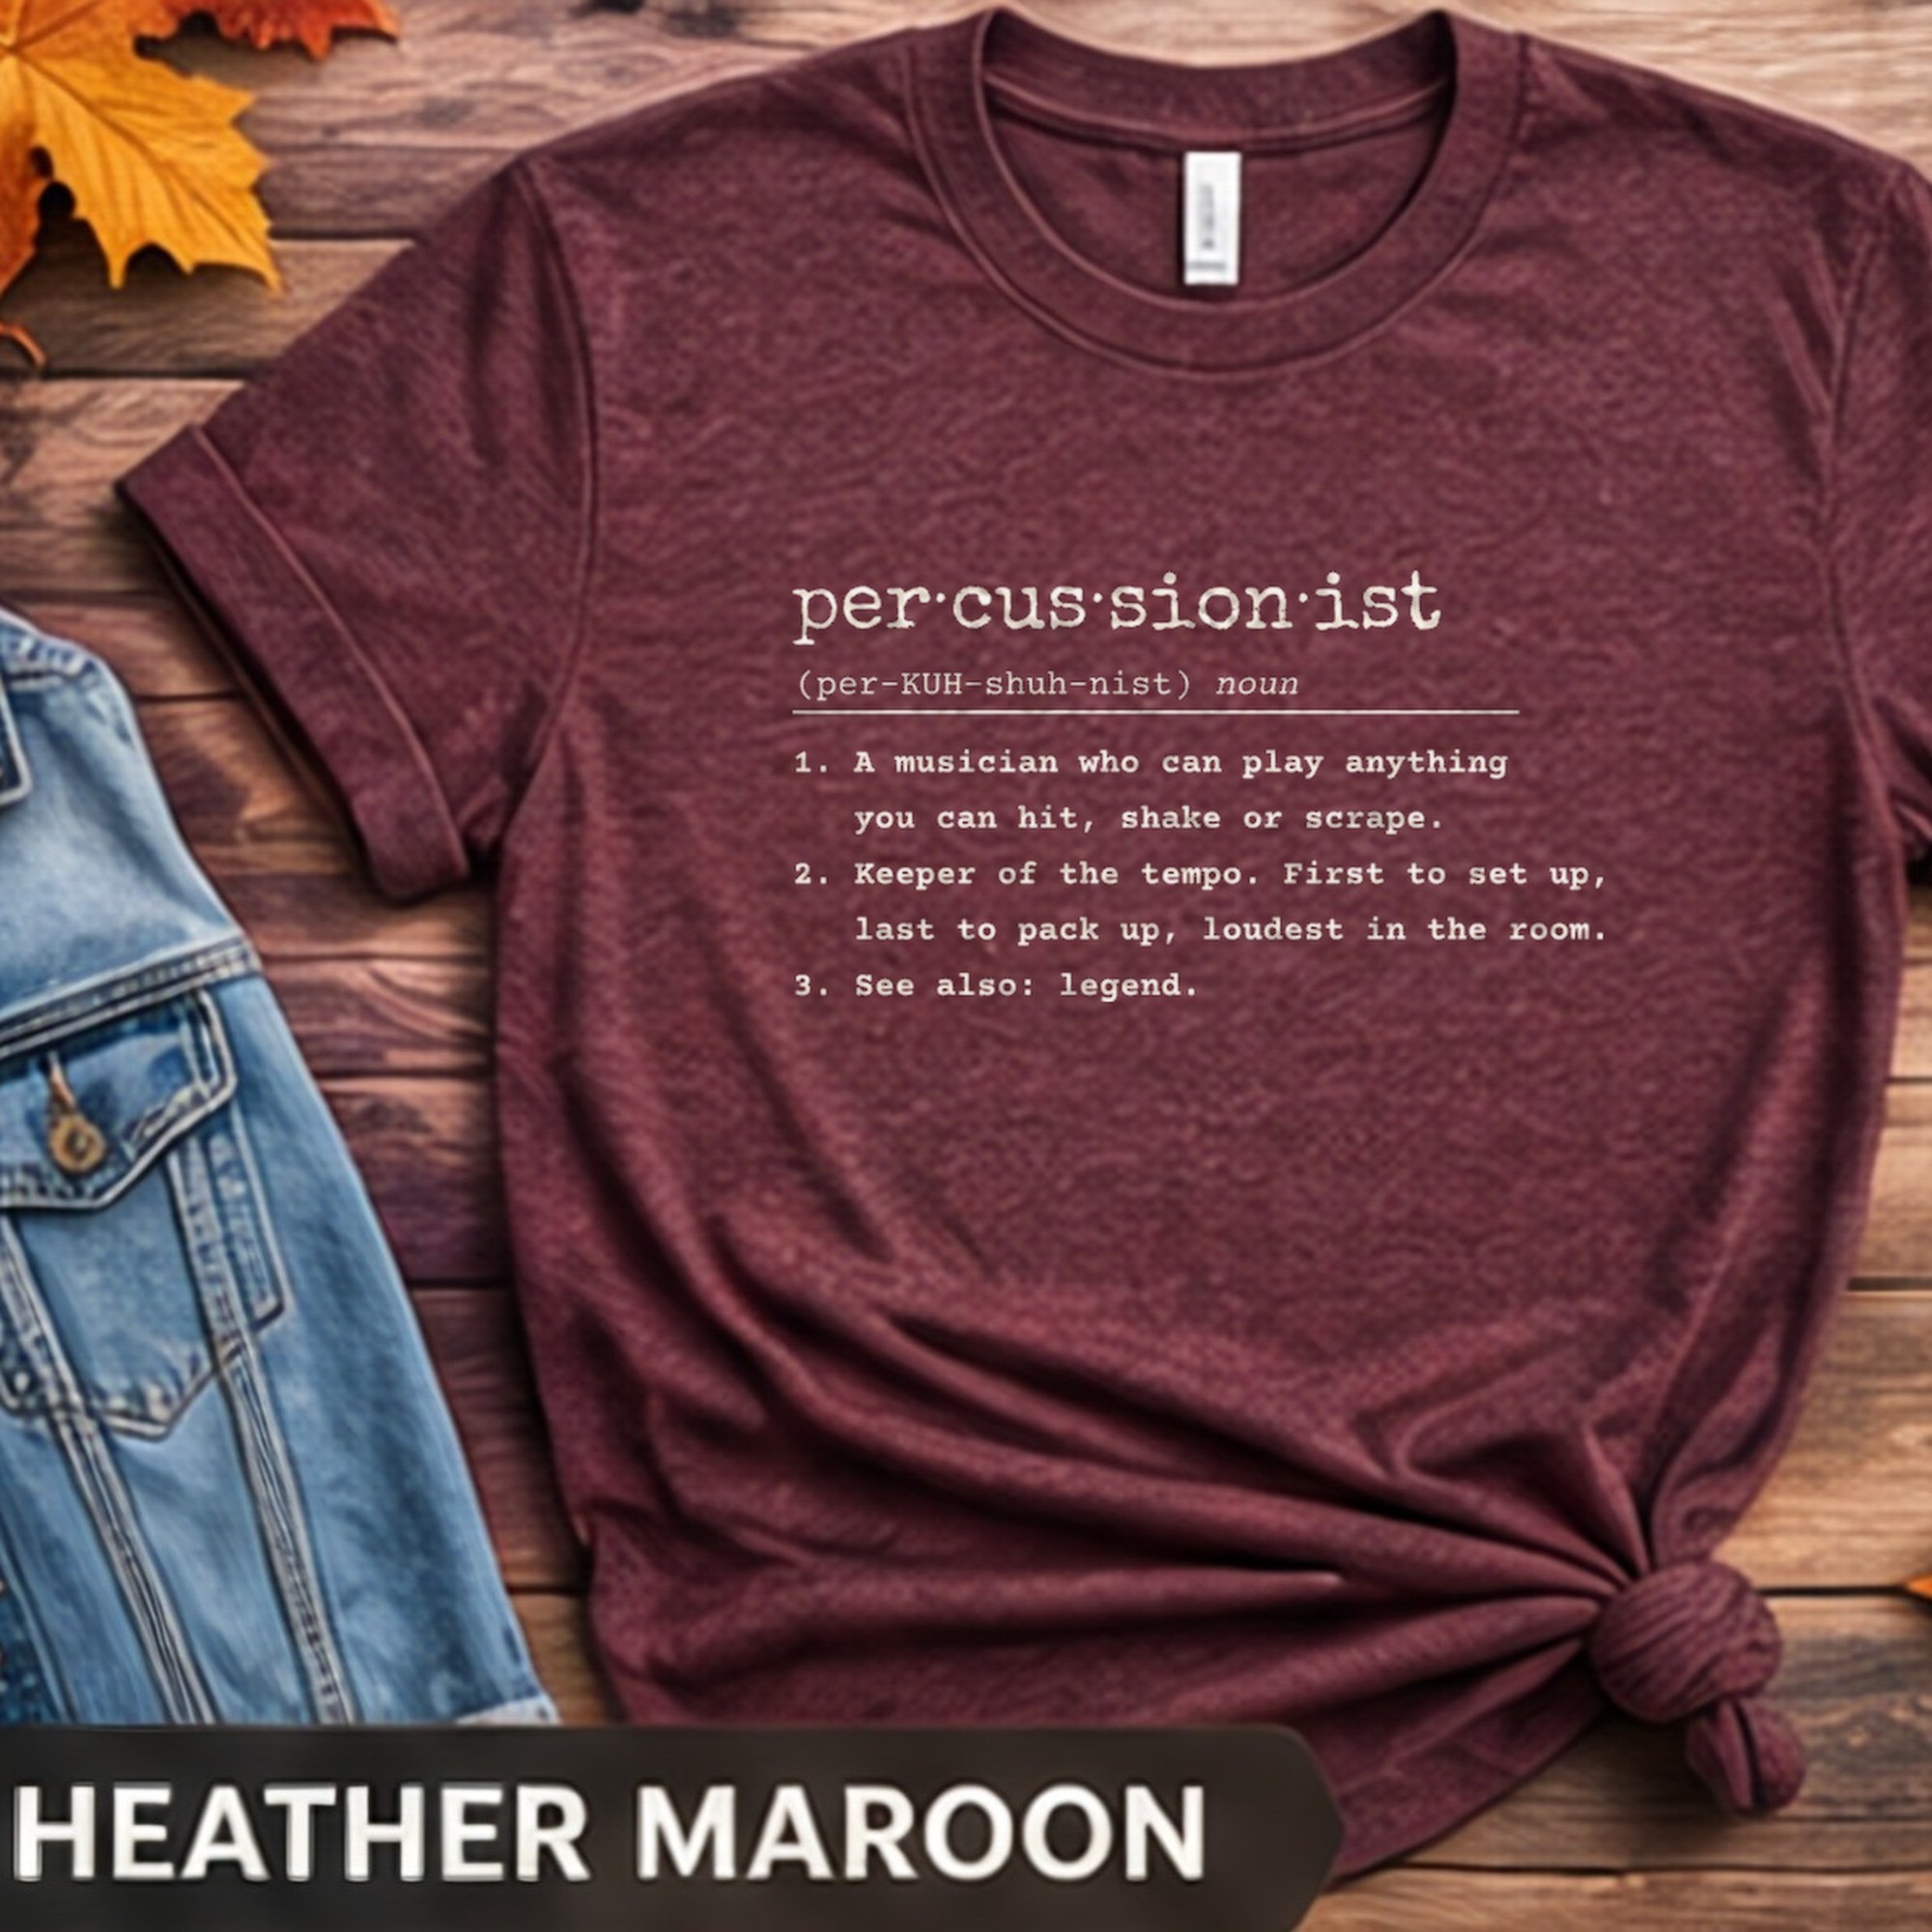 per·cus·sion·ist
(per-KUH-shuh-nist) noun
1. A musician who can play anything
you can hit, shake or scrape.
2. Keeper of the tempo. First to set up,
last to pack up, loudest in the room.
3. See also: legend.
HEATHER MAROON